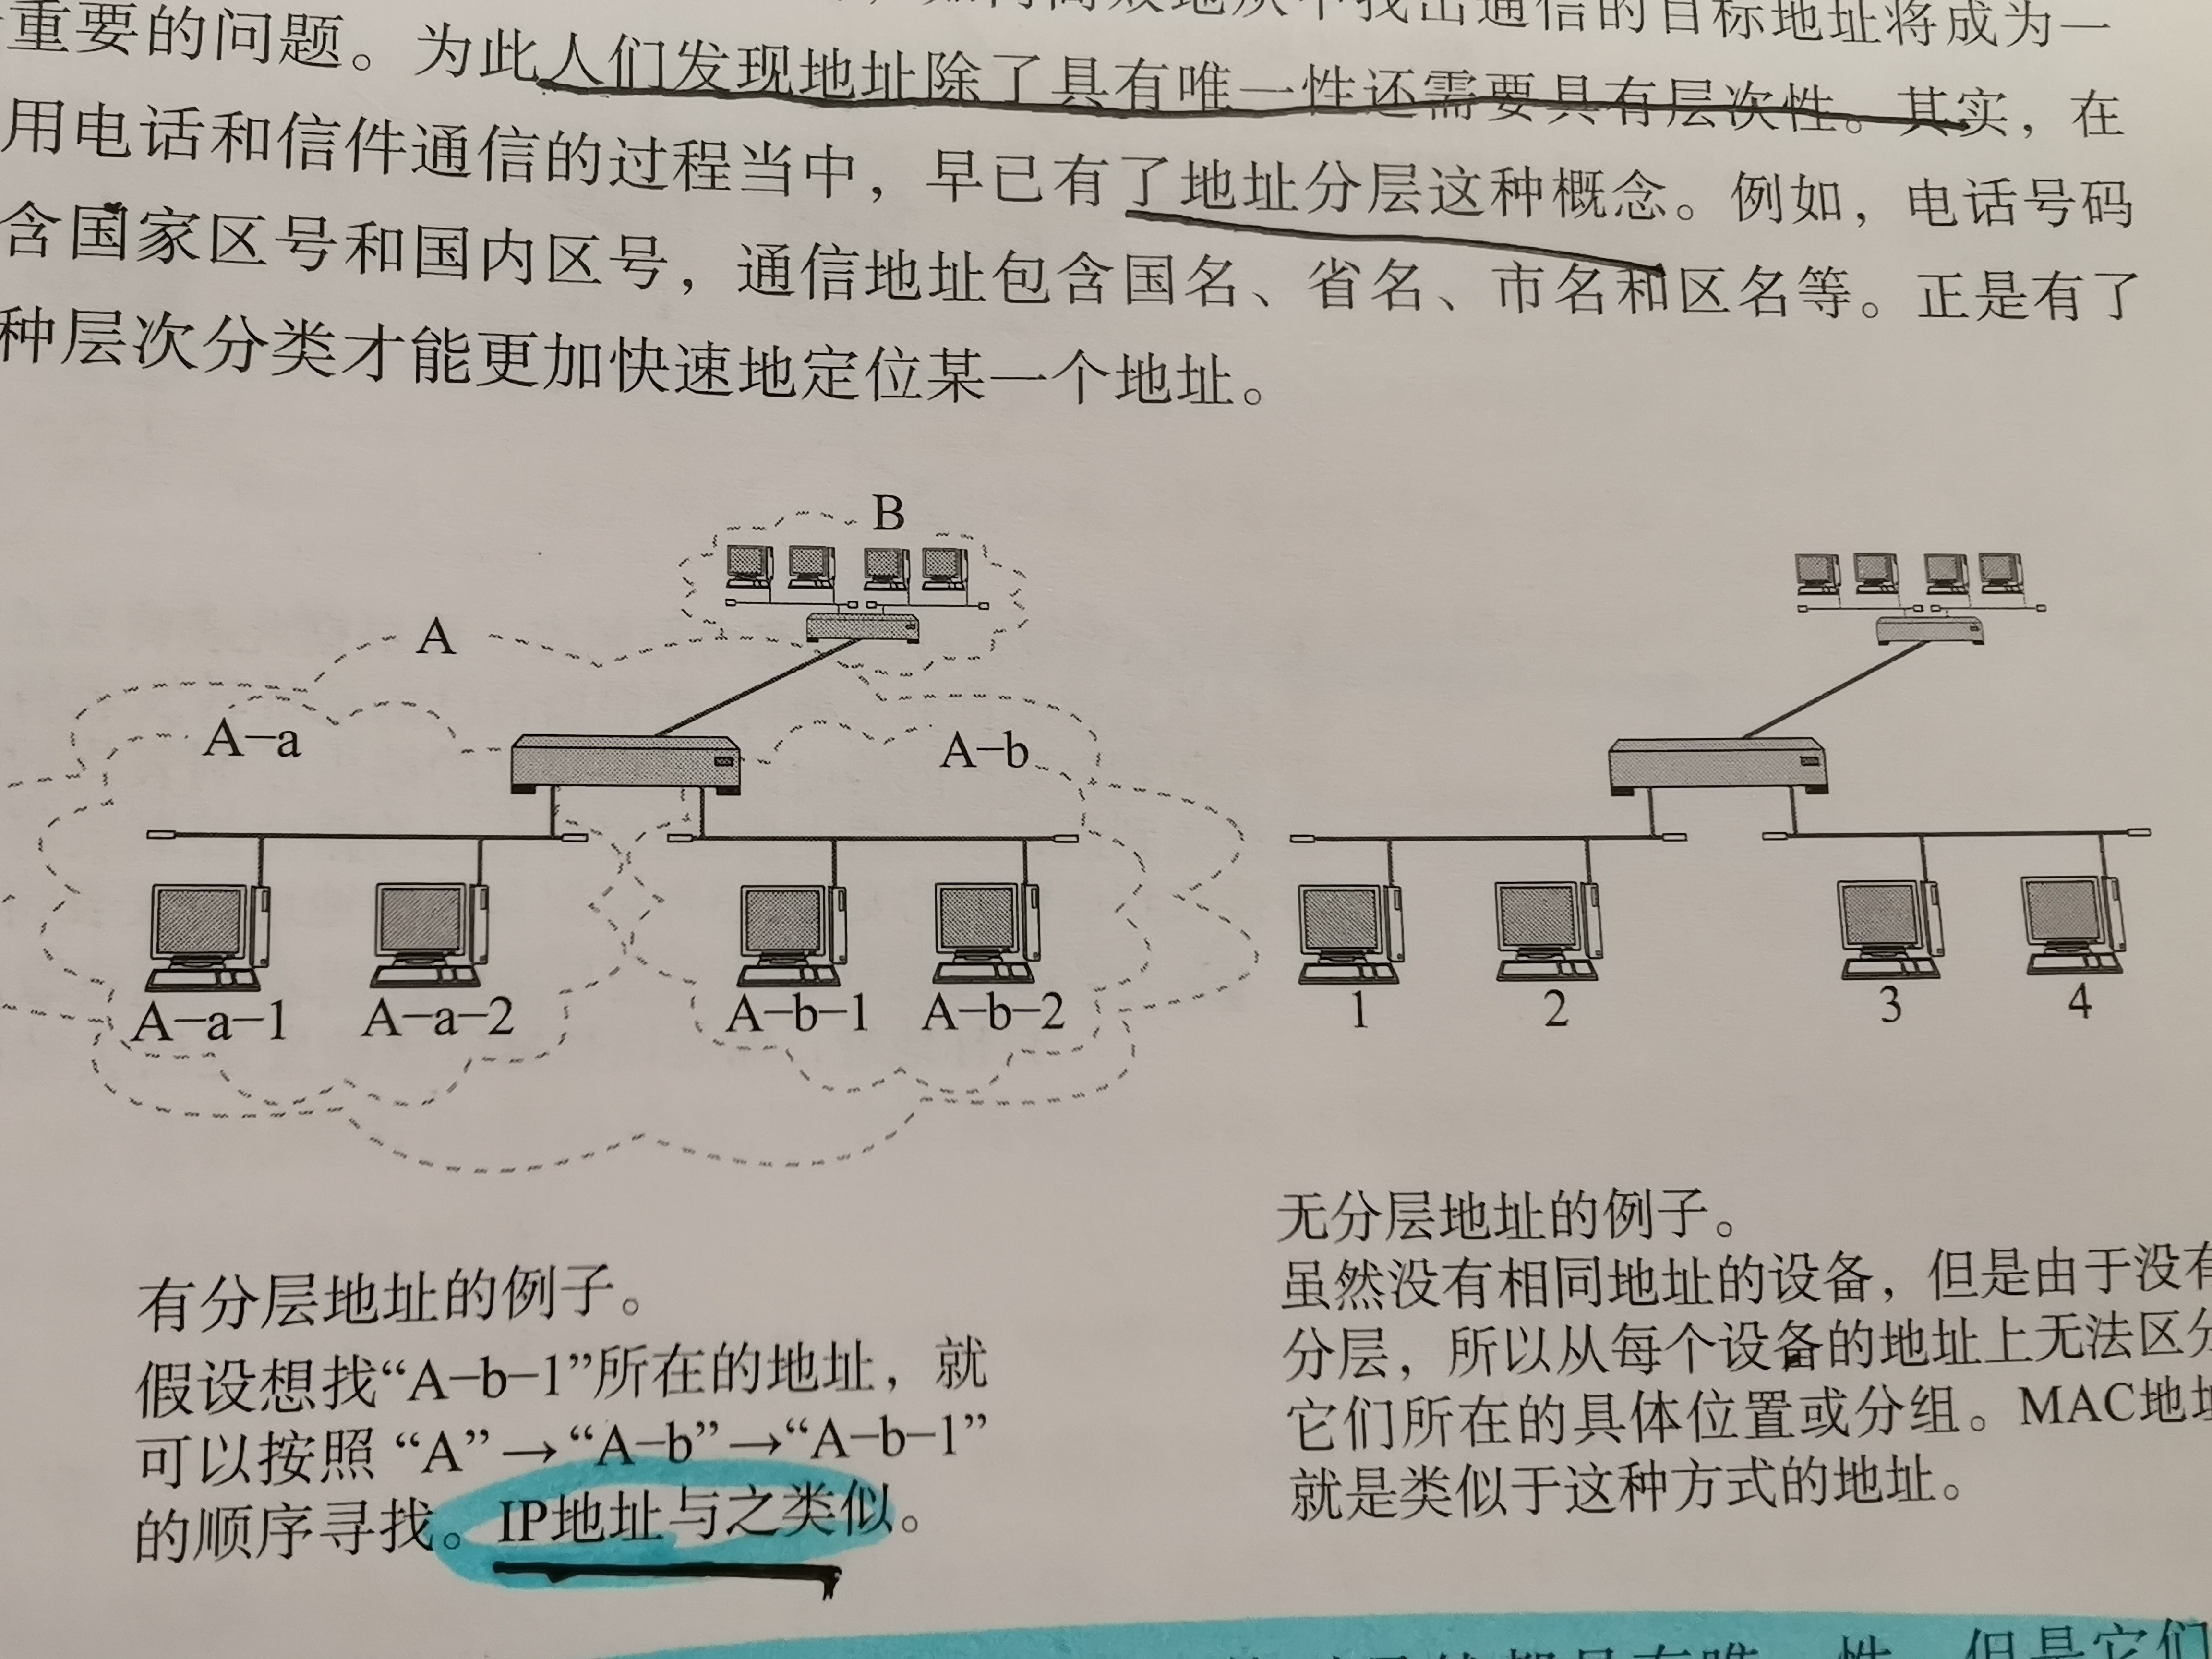 如何高效地从中找出通信的目标地址将成为一
重要的问题。为此人们发现地址除了具有唯一性还需要具有层次性。其实，在
用电话和信件通信的过程当中，早已有了地址分层这种概念。例如，电话号码
含国家区号和国内区号，通信地址包含国名、省名、市名和区名等。正是有了
种层次分类才能更加快速地定位某一个地址。
B
A
A-a
A-b
A-a-1 A-a-2 A-b-1 A-b-2
1 2 3 4
有分层地址的例子。
假设想找“A-b-1”所在的地址，就
可以按照“A”→“A-b”→“A-b-1”
的顺序寻找。IP地址与之类似。
无分层地址的例子。
虽然没有相同地址的设备，但是由于没有
分层，所以从每个设备的地址上无法区分
它们所在的具体位置或分组。MAC地址
就是类似于这种方式的地址。
都具有唯一性，但是它们